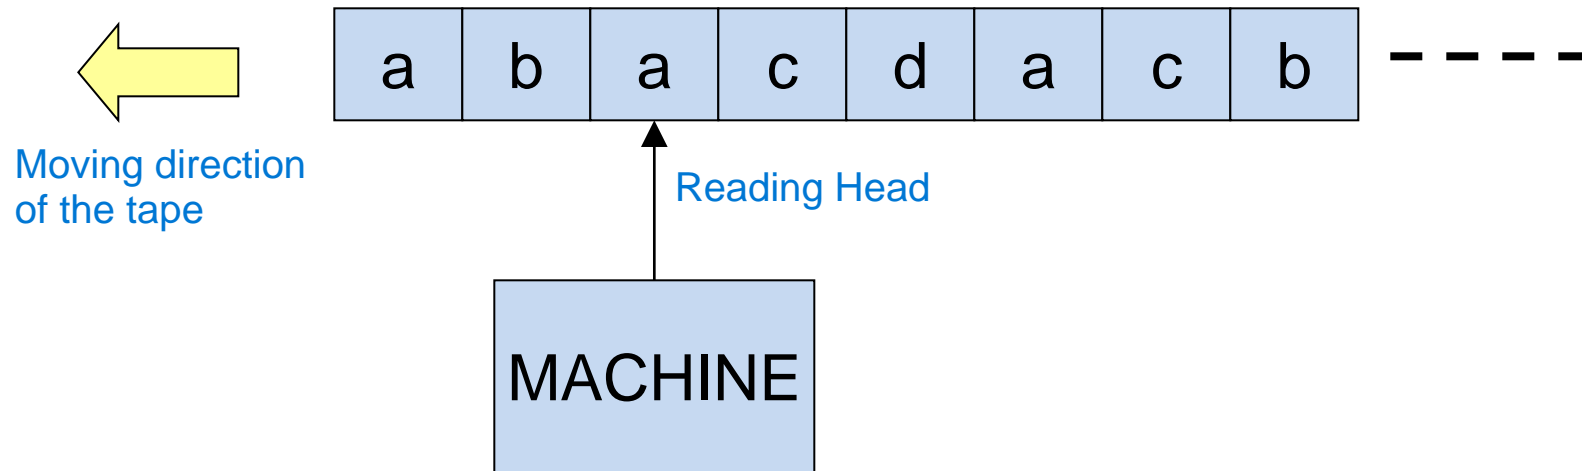 a b a c d a c b
Moving direction
of the tape
Reading Head
MACHINE